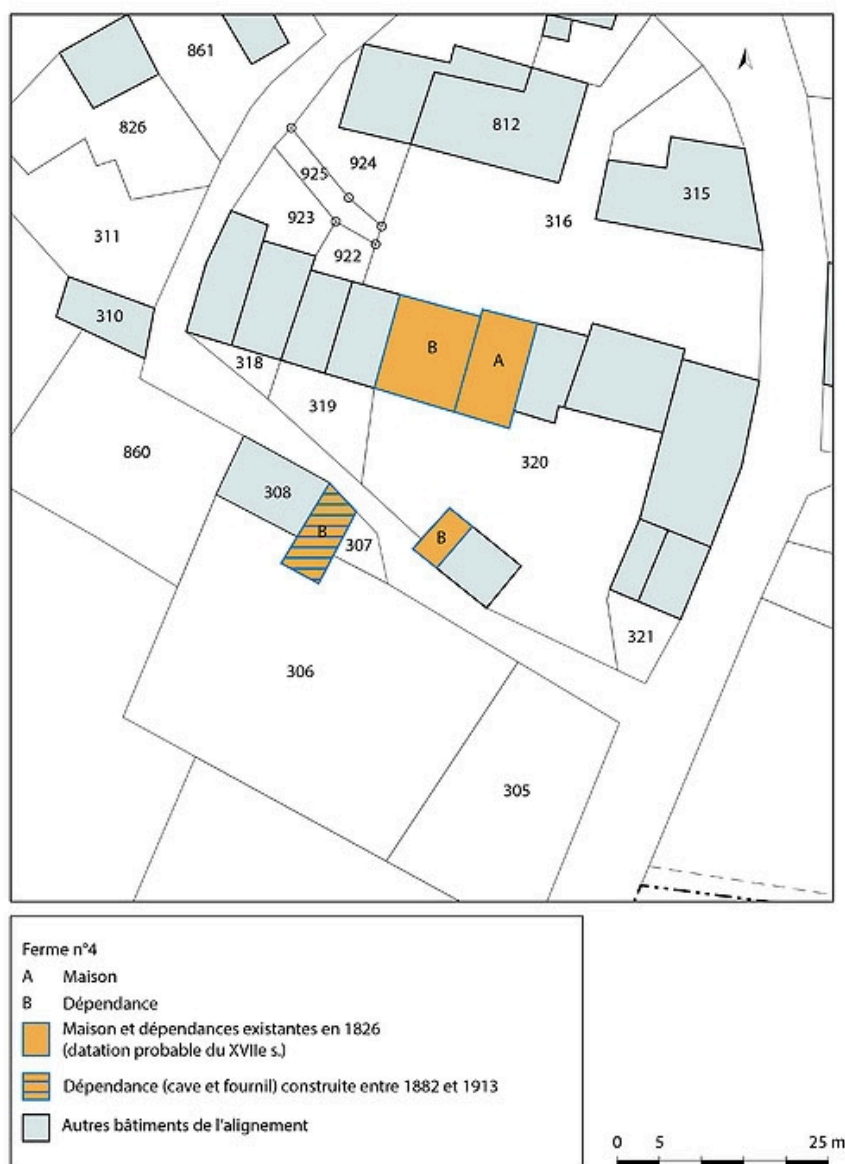 861
826
812
924
925
315
923
316
311
922
310
B
A
318
319
860
320
308
B
B
307
321
306
305
Ferme n°4
A Maison
B Dépendance
Maison et dépendances existantes en 1826
(datation probable du XVIIe s.)
Dépendance (cave et fournil) construite entre 1882 et 1913
Autres bâtiments de l'alignement
0 5 25 m